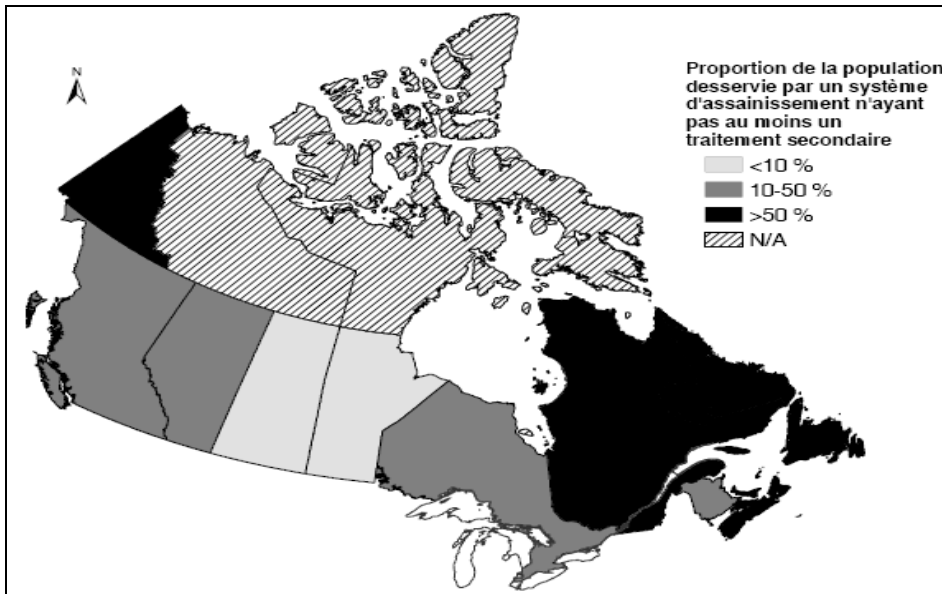 N
Proportion de la population
desservie par un système
d'assainissement n'ayant
pas au moins un
traitement secondaire
<10 %
10-50 %
>50 %
N/A